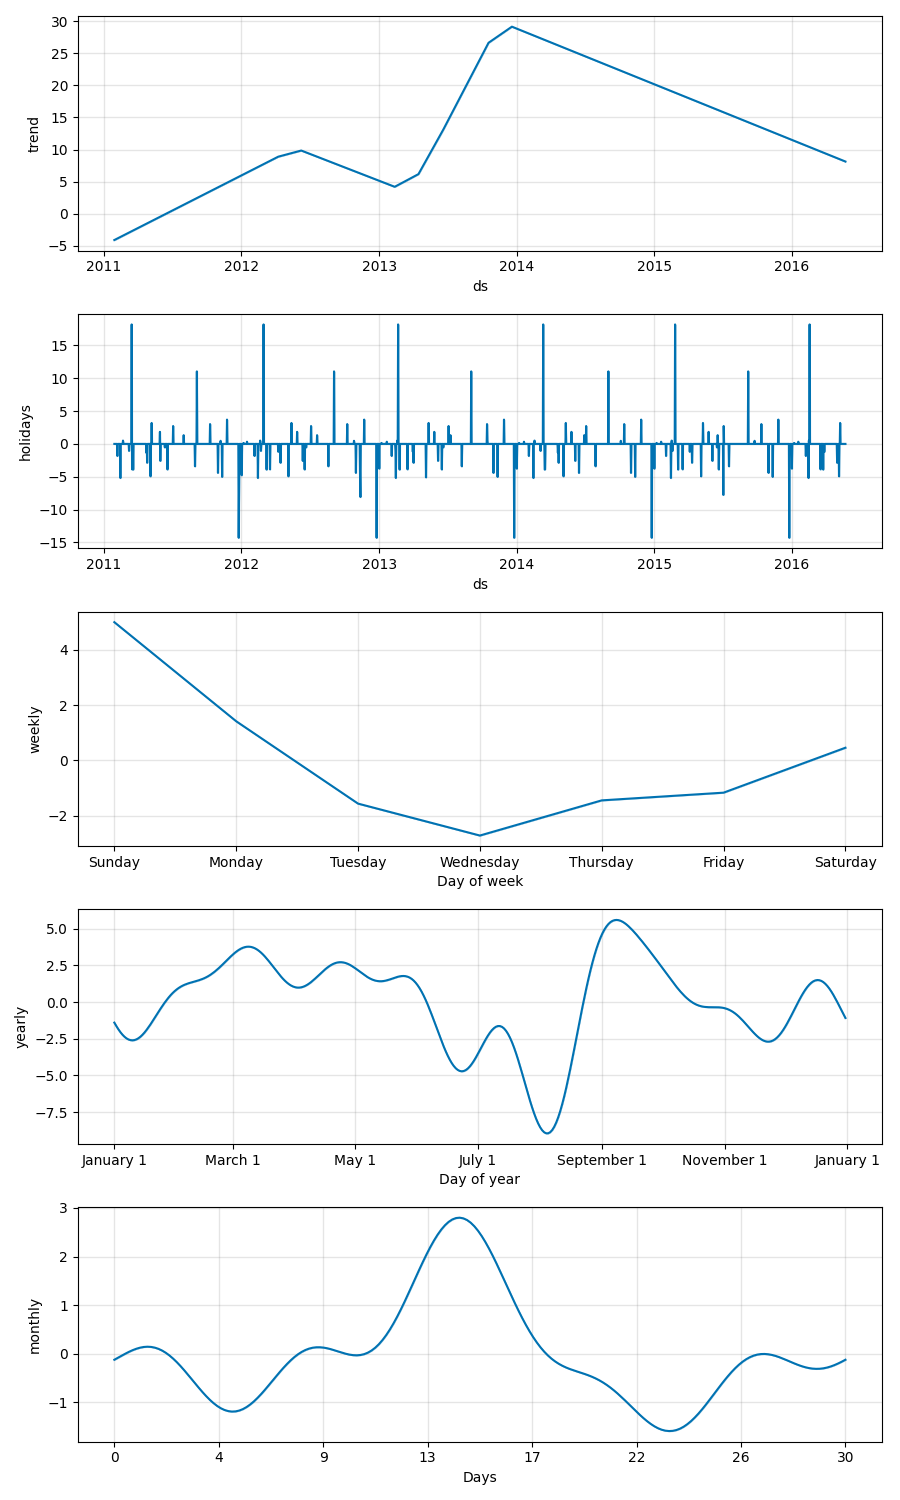 30
25
20
15
10
5
0
−5
trend
2011 2012 2013 2014 2015 2016
ds
15
10
5
0
−5
−10
−15
holidays
2011 2012 2013 2014 2015 2016
ds
4
2
0
−2
weekly
Sunday Monday Tuesday Wednesday Thursday Friday Saturday
Day of week
5.0
2.5
0.0
−2.5
−5.0
−7.5
yearly
January 1 March 1 May 1 July 1 September 1 November 1 January 1
Day of year
3
2
1
0
−1
monthly
0 4 9 13 17 22 26 30
Days